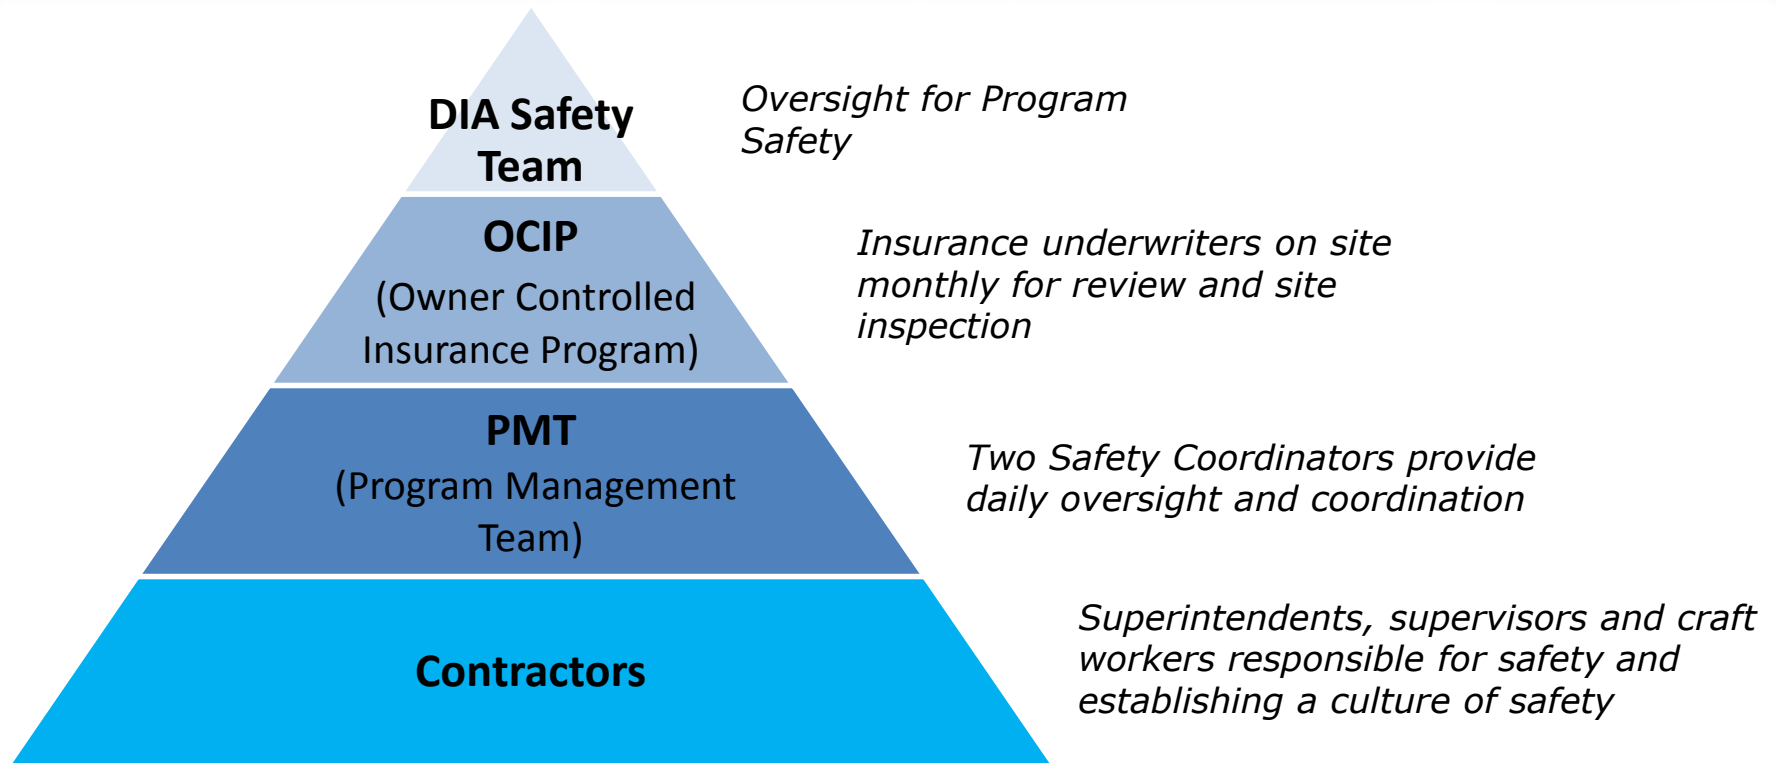 DIA Safety
Team
Oversight for Program
Safety
OCIP
(Owner Controlled
Insurance Program)
Insurance underwriters on site
monthly for review and site
inspection
PMT
(Program Management
Team)
Two Safety Coordinators provide
daily oversight and coordination
Contractors
Superintendents, supervisors and craft
workers responsible for safety and
establishing a culture of safety